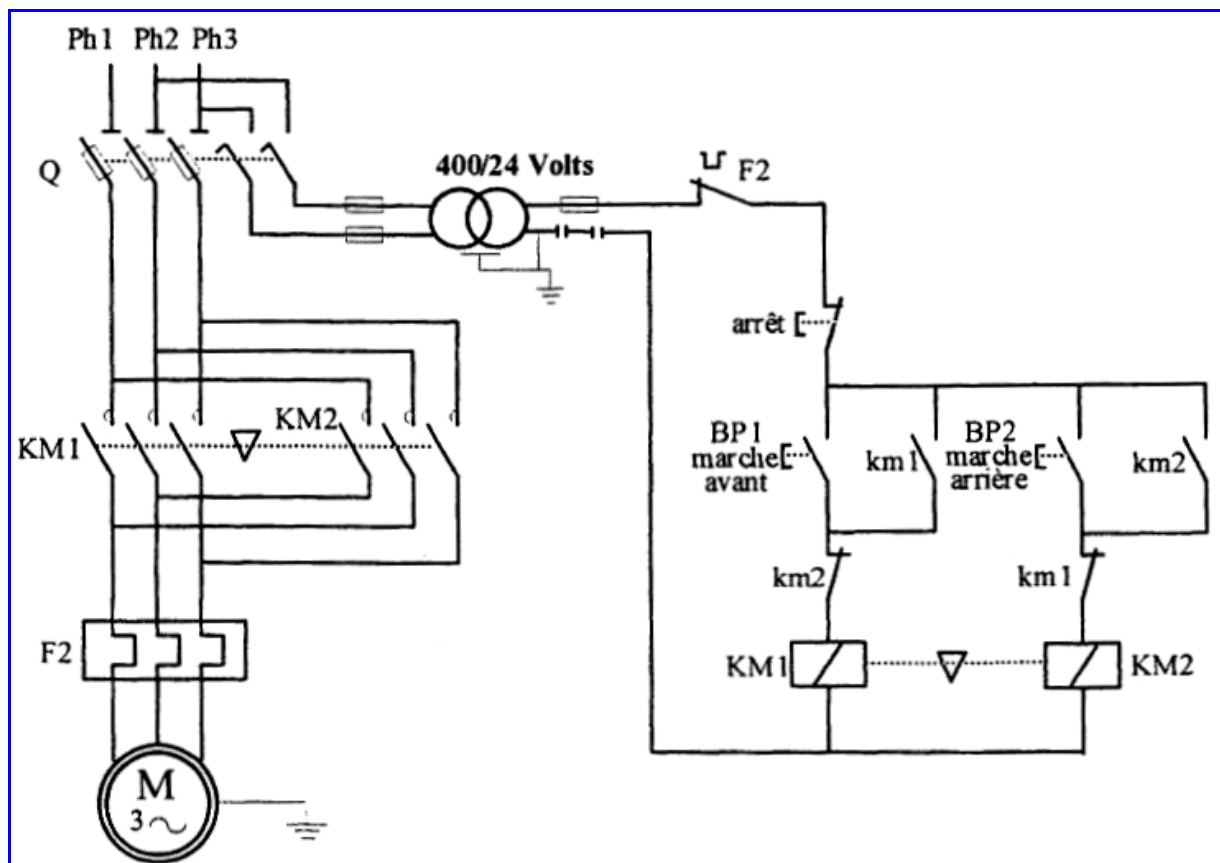 Ph1 Ph2 Ph3
Q
400/24 Volts
F2
arrêt
KM1
KM2
BP1
marche
avant
km1
BP2
marche
arrière
km2
km2
km1
F2
KM1
KM2
M
3